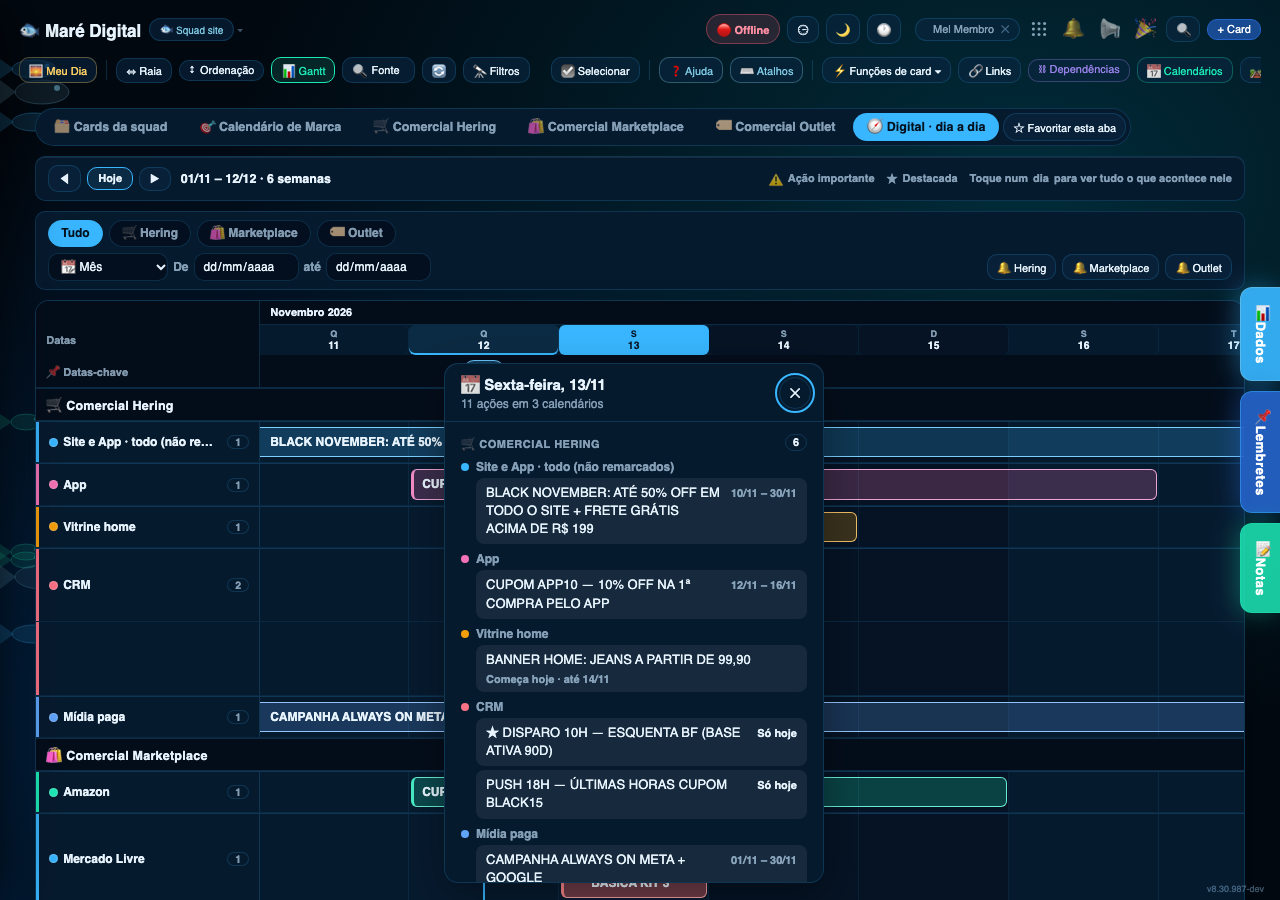 Maré Digital
Squad site
Offline
Mel Membro
+ Card
Meu Dia
Raia
Ordenação
Gantt
Fonte
Filtros
Selecionar
Ajuda
Atalhos
Funções de card
Links
Dependências
Calendários
Cards da squad
Calendário de Marca
Comercial Hering
Comercial Marketplace
Comercial Outlet
Digital · dia a dia
Favoritar esta aba
Hoje
01/11 – 12/12 · 6 semanas
Ação importante
Destacada
Toque num dia para ver tudo o que acontece nele
Tudo
Hering
Marketplace
Outlet
Mês
De
dd/mm/aaaa
até
dd/mm/aaaa
Hering
Marketplace
Outlet
Datas
Novembro 2026
Q
11
Q
12
S
13
S
14
D
15
S
16
T
17
Datas-chave
Comercial Hering
Site e App · todo (não re...
1
BLACK NOVEMBER: ATÉ 50%
App
1
CUP
Vitrine home
1
CRM
2
Mídia paga
1
CAMPANHA ALWAYS ON META
Comercial Marketplace
Amazon
1
Mercado Livre
1
17
Sexta-feira, 13/11
11 ações em 3 calendários
COMERCIAL HERING
6
Site e App · todo (não remarcados)
BLACK NOVEMBER: ATÉ 50% OFF EM
TODO O SITE + FRETE GRÁTIS
ACIMA DE R$ 199
10/11 – 30/11
App
CUPOM APP10 — 10% OFF NA 1ª
COMPRA PELO APP
12/11 – 16/11
Vitrine home
BANNER HOME: JEANS A PARTIR DE 99,90
Começa hoje · até 14/11
CRM
★ DISPARO 10H — ESQUENTA BF (BASE
ATIVA 90D)
Só hoje
PUSH 18H — ÚLTIMAS HORAS CUPOM
BLACK15
Só hoje
Mídia paga
CAMPANHA ALWAYS ON META +
GOOGLE
01/11 – 30/11
Dados
Lembretes
Notas
v8.30.987-dev